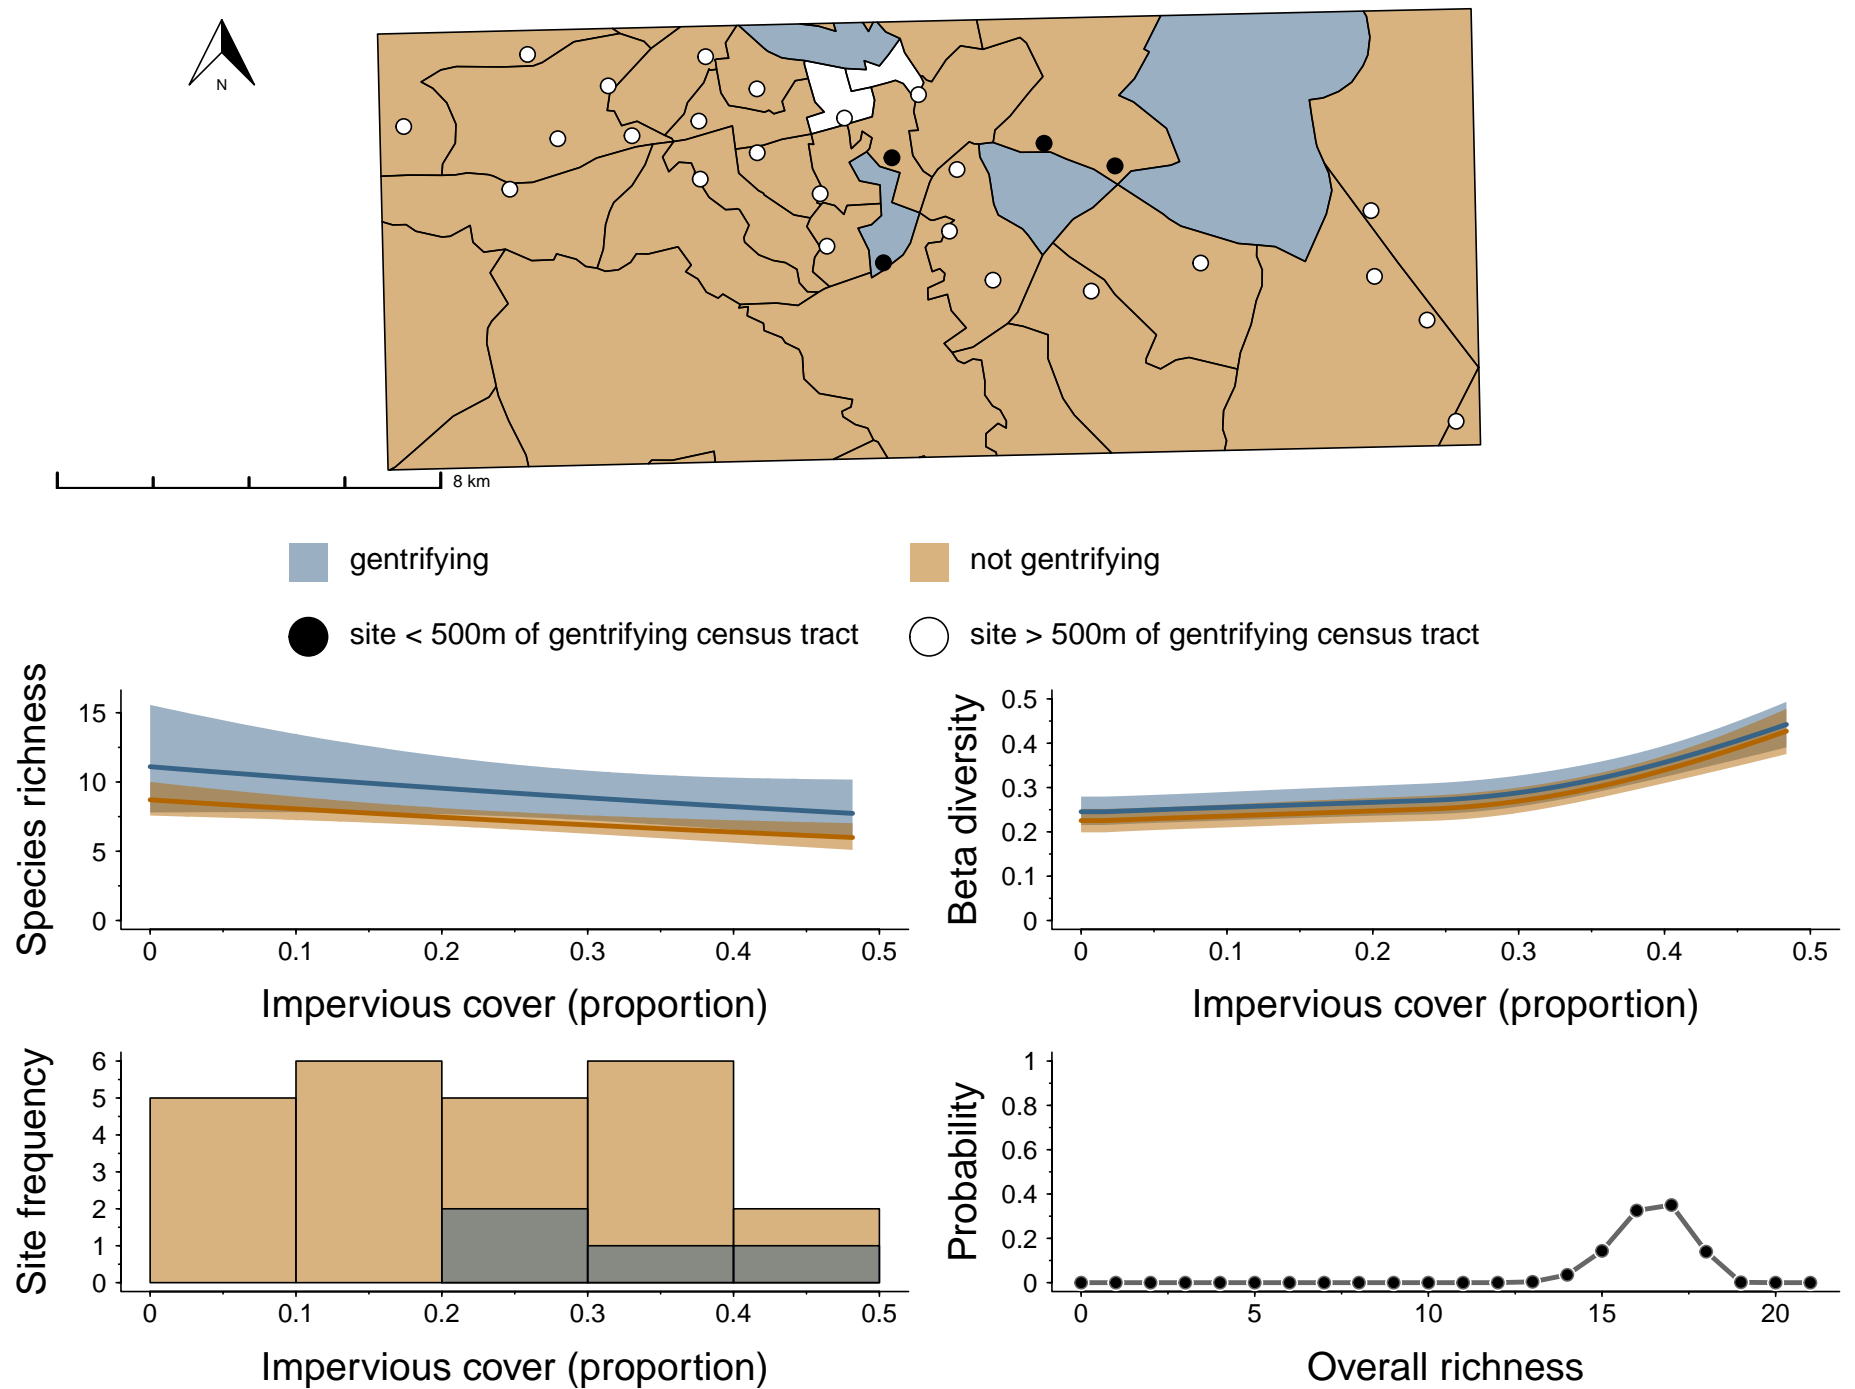 N
8 km
gentrifying
not gentrifying
site < 500m of gentrifying census tract
site > 500m of gentrifying census tract
Species richness
15
10
5
0
0 0.1 0.2 0.3 0.4 0.5
Impervious cover (proportion)
Beta diversity
0.5
0.4
0.3
0.2
0.1
0
0 0.1 0.2 0.3 0.4 0.5
Impervious cover (proportion)
Site frequency
6
5
4
3
2
1
0
0 0.1 0.2 0.3 0.4 0.5
Impervious cover (proportion)
Probability
1
0.8
0.6
0.4
0.2
0
0 5 10 15 20
Overall richness